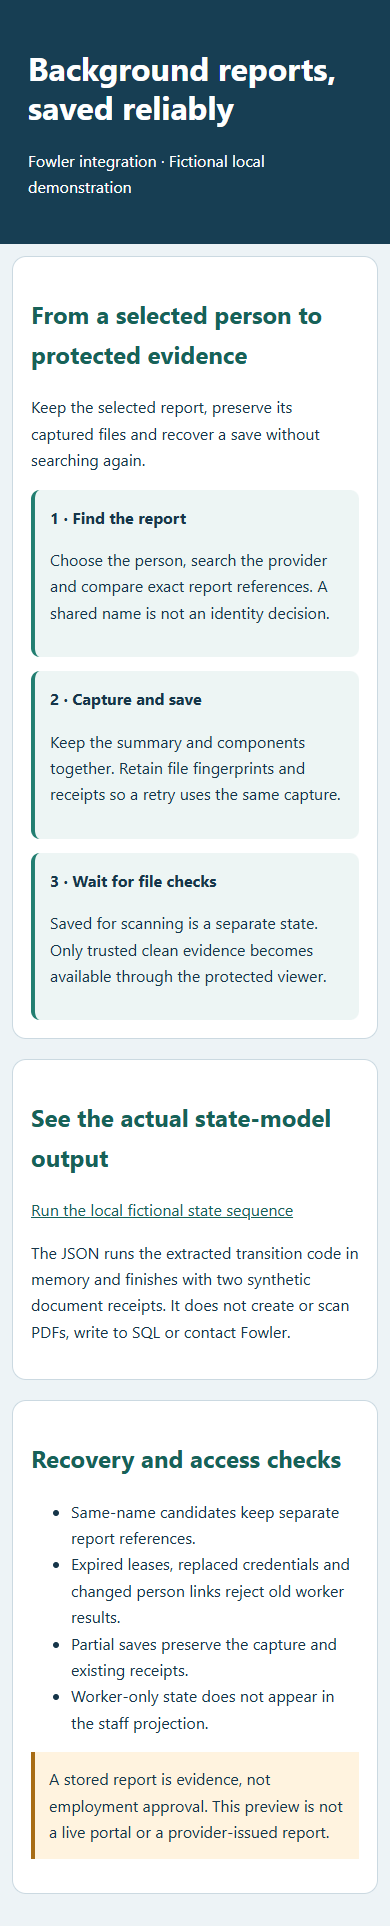 Background reports,
saved reliably
Fowler integration · Fictional local
demonstration
From a selected person to
protected evidence
Keep the selected report, preserve its
captured files and recover a save without
searching again.
1 · Find the report
Choose the person, search the provider
and compare exact report references. A
shared name is not an identity decision.
2 · Capture and save
Keep the summary and components
together. Retain file fingerprints and
receipts so a retry uses the same capture.
3 · Wait for file checks
Saved for scanning is a separate state.
Only trusted clean evidence becomes
available through the protected viewer.
See the actual state-model
output
Run the local fictional state sequence
The JSON runs the extracted transition code in
memory and finishes with two synthetic
document receipts. It does not create or scan
PDFs, write to SQL or contact Fowler.
Recovery and access checks
• Same-name candidates keep separate
report references.
• Expired leases, replaced credentials and
changed person links reject old worker
results.
• Partial saves preserve the capture and
existing receipts.
• Worker-only state does not appear in
the staff projection.
A stored report is evidence, not
employment approval. This preview is not
a live portal or a provider-issued report.